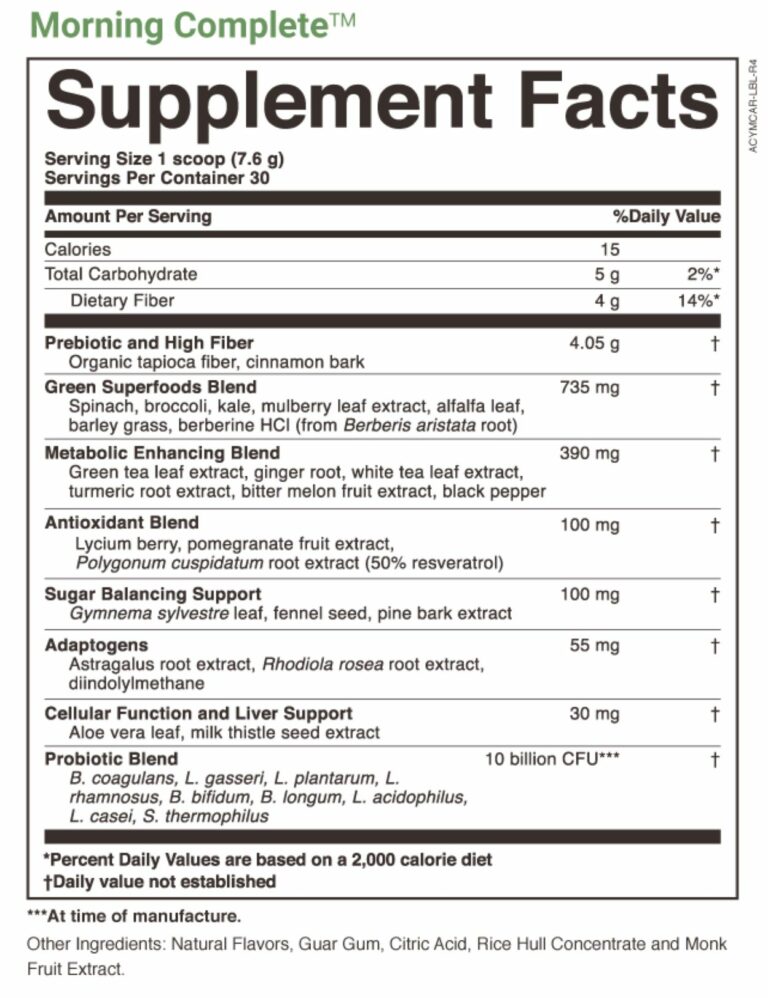 Morning Complete™
Supplement Facts
ACYMCAR-LBL-R4
Serving Size 1 scoop (7.6 g)
Servings Per Container 30
Amount Per Serving %Daily Value
Calories 15
Total Carbohydrate 5 g 2%*
Dietary Fiber 4 g 14%*
Prebiotic and High Fiber 4.05 g †
Organic tapioca fiber, cinnamon bark
Green Superfoods Blend 735 mg †
Spinach, broccoli, kale, mulberry leaf extract, alfalfa leaf,
barley grass, berberine HCl (from Berberis aristata root)
Metabolic Enhancing Blend 390 mg †
Green tea leaf extract, ginger root, white tea leaf extract,
turmeric root extract, bitter melon fruit extract, black pepper
Antioxidant Blend 100 mg †
Lycium berry, pomegranate fruit extract,
Polygonum cuspidatum root extract (50% resveratrol)
Sugar Balancing Support 100 mg †
Gymnema sylvestre leaf, fennel seed, pine bark extract
Adaptogens 55 mg †
Astragalus root extract, Rhodiola rosea root extract,
diindolylmethane
Cellular Function and Liver Support 30 mg †
Aloe vera leaf, milk thistle seed extract
Probiotic Blend 10 billion CFU*** †
B. coagulans, L. gasseri, L. plantarum, L.
rhamnosus, B. bifidum, B. longum, L. acidophilus,
L. casei, S. thermophilus
*Percent Daily Values are based on a 2,000 calorie diet
†Daily value not established
***At time of manufacture.
Other Ingredients: Natural Flavors, Guar Gum, Citric Acid, Rice Hull Concentrate and Monk
Fruit Extract.